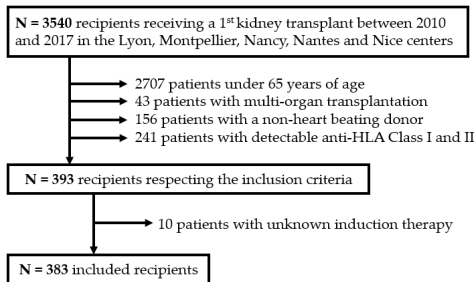 N = 3540 recipients receiving a 1st kidney transplant between 2010
and 2017 in the Lyon, Montpellier, Nancy, Nantes and Nice centers
2707 patients under 65 years of age
43 patients with multi-organ transplantation
156 patients with a non-heart beating donor
241 patients with detectable anti-HLA Class I and II
N = 393 recipients respecting the inclusion criteria
10 patients with unknown induction therapy
N = 383 included recipients